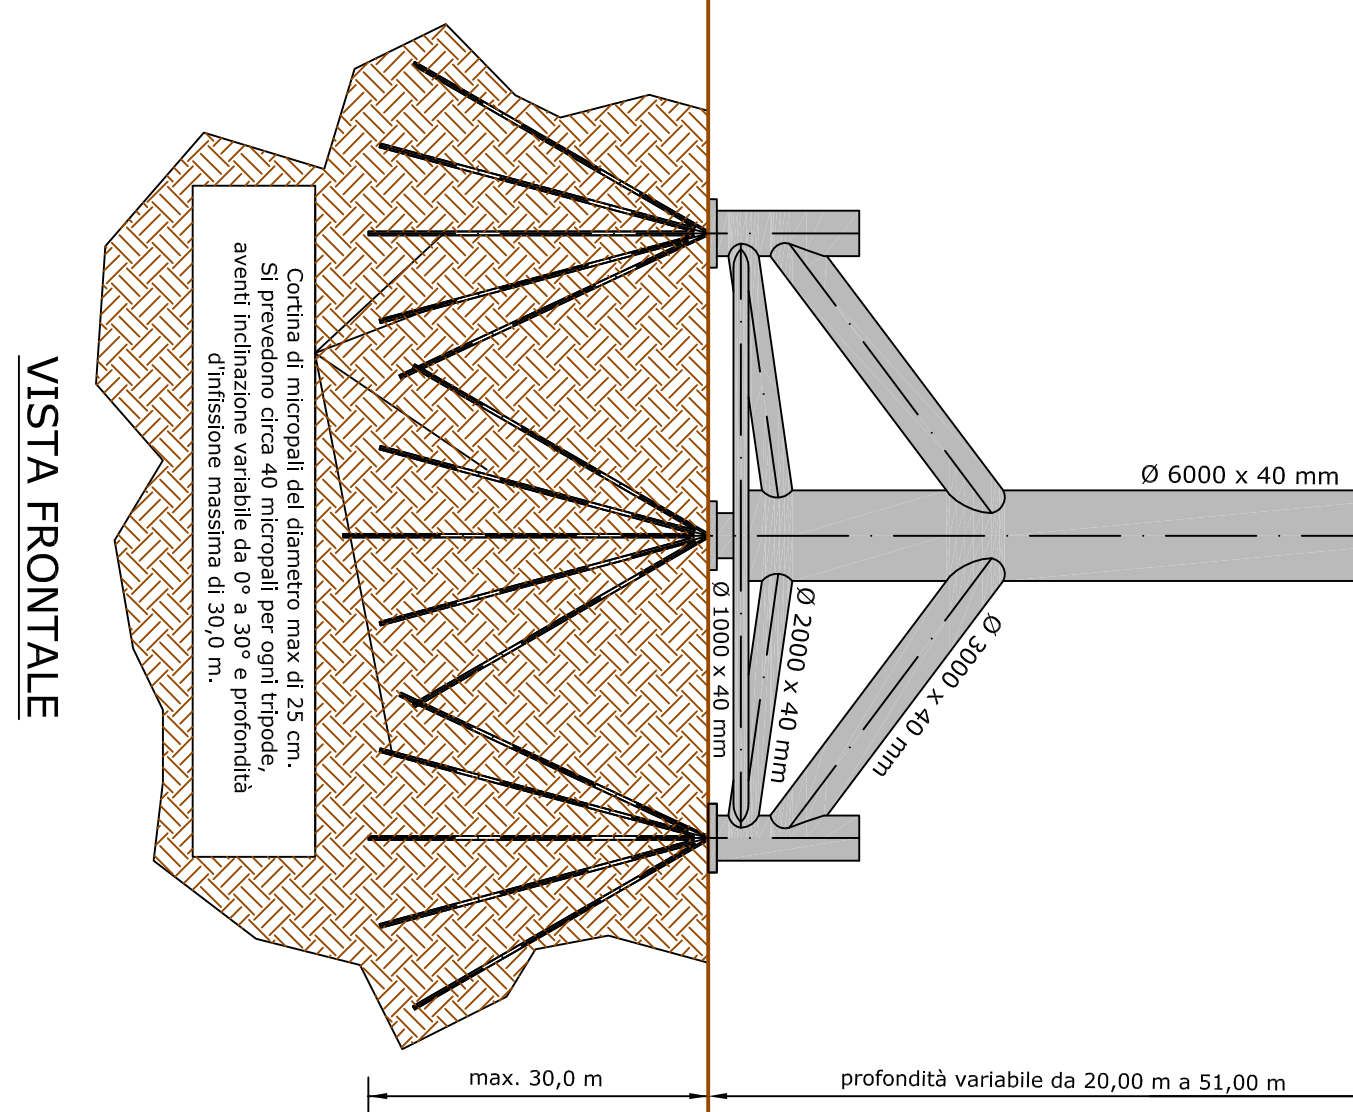 VISTA FRONTALE
Cortina di micropali del diametro max di 25 cm.
Si prevedono circa 40 micropali per ogni tripode,
aventi inclinazione variabile da 0° a 30° e profondità
d'infissione massima di 30,0 m.
Ø 6000 x 40 mm
Ø 3000 x 40 mm
Ø 2000 x 40 mm
Ø 1000 x 40 mm
max. 30,0 m
profondità variabile da 20,00 m a 51,00 m